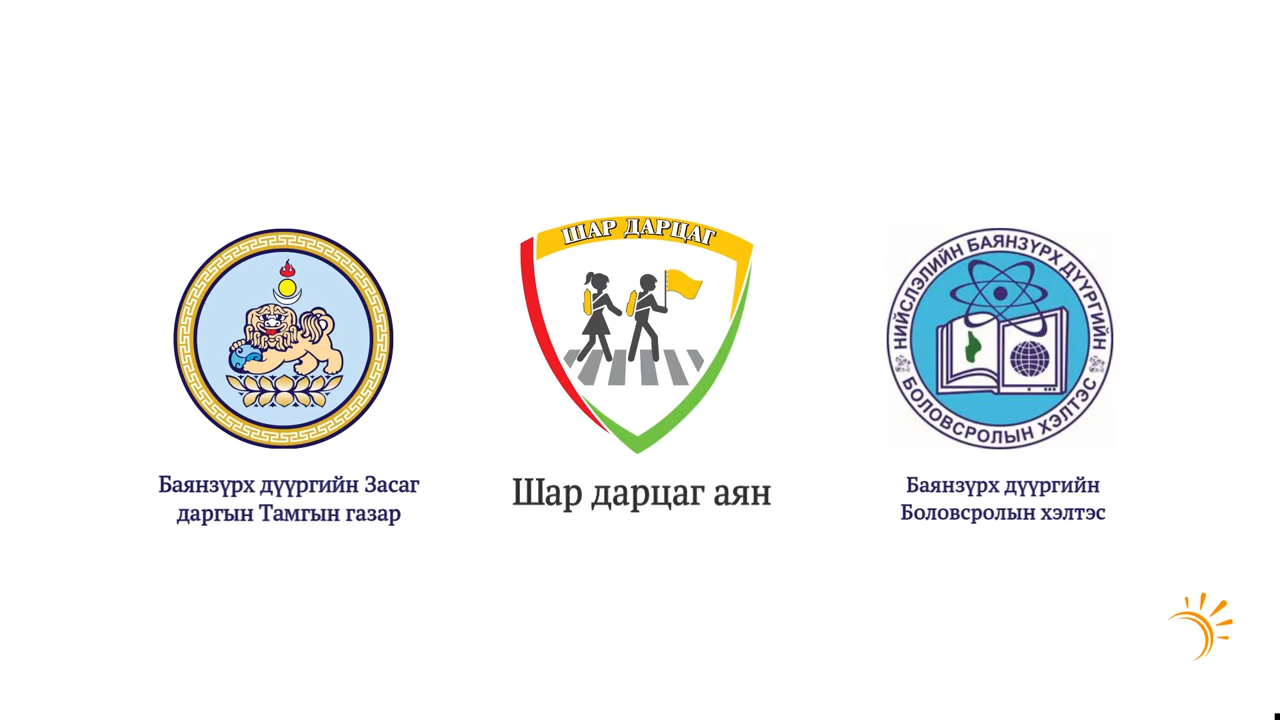 ШАР ДАРЦАГ
НИЙСЛЭЛИЙН БАЯНЗҮРХ ДҮҮРГИЙН
БОЛОВСРОЛЫН ХЭЛТЭС
Баянзүрх дүүргийн Засаг
даргын Тамгын газар
Шар дарцаг аян
Баянзүрх дүүргийн
Боловсролын хэлтэс